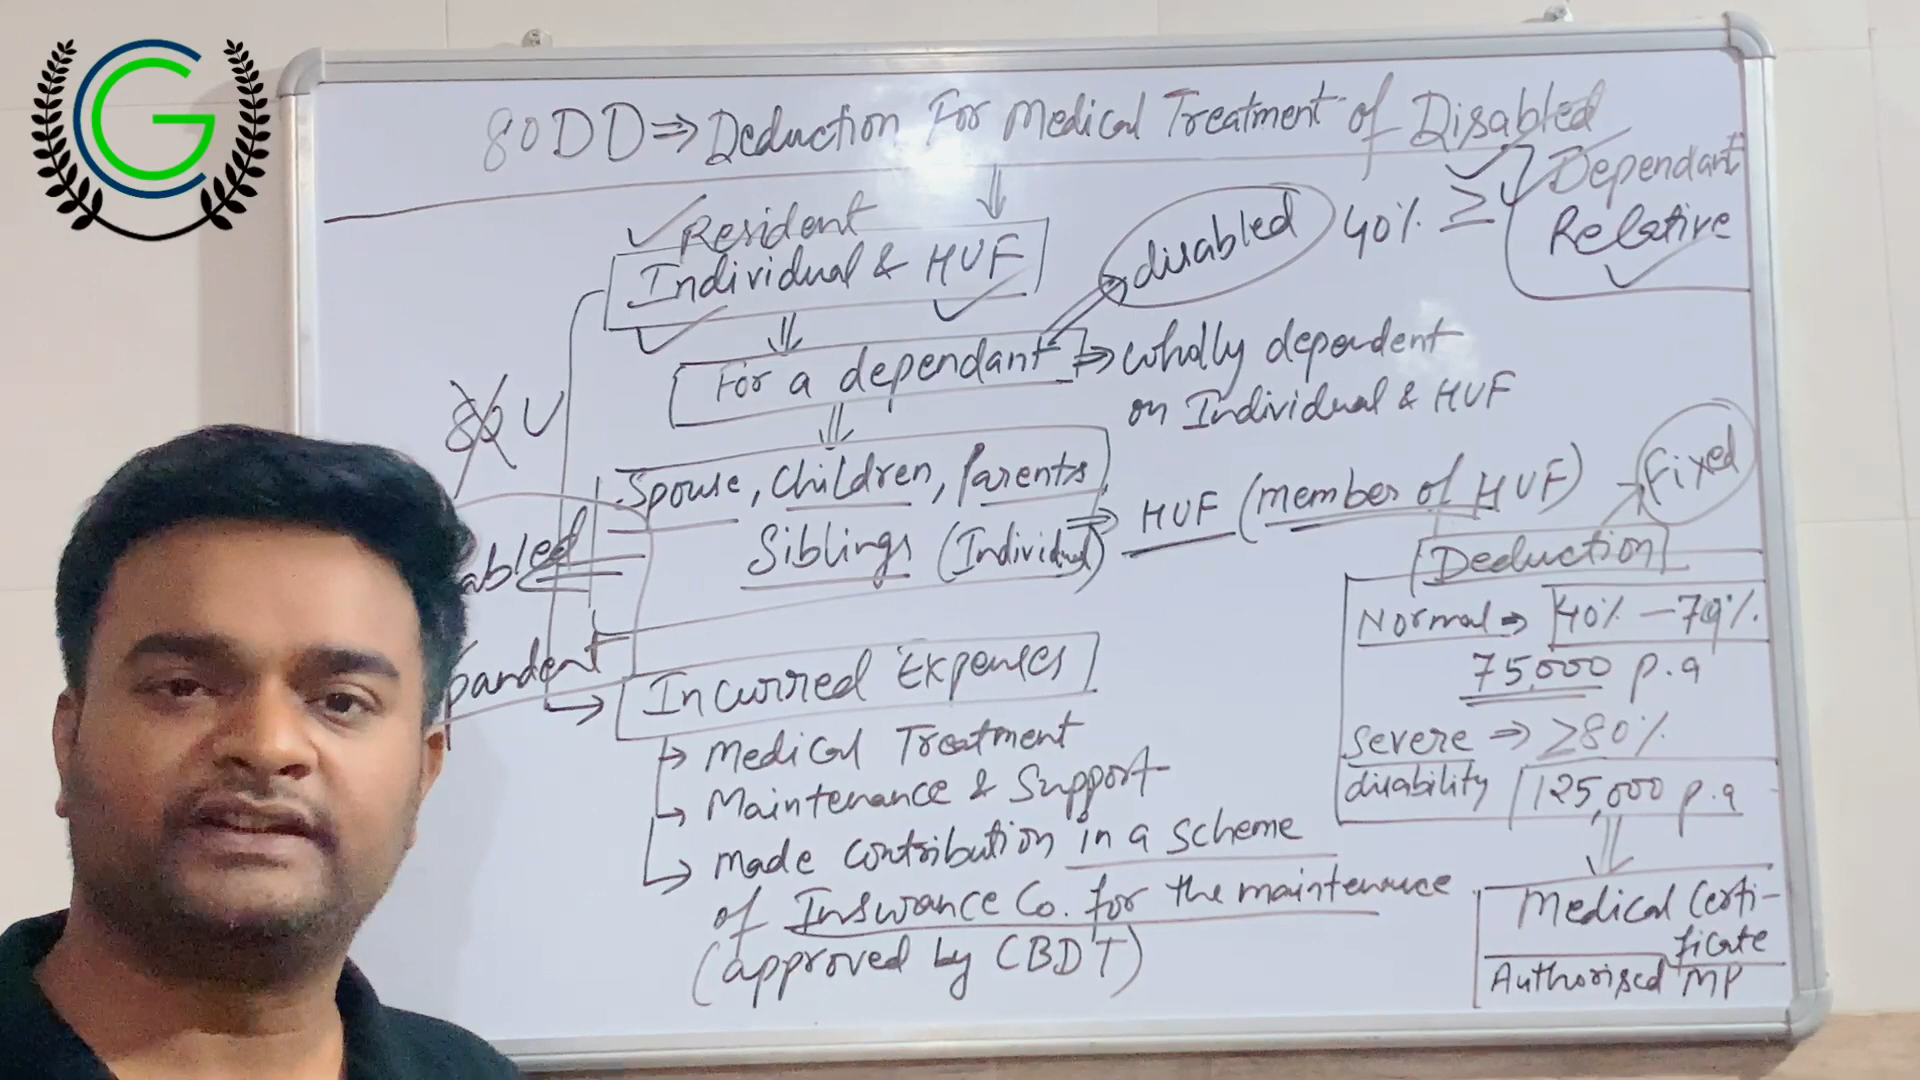 80DD ⇒ Deduction For Medical Treatment of Disabled
Dependant
Relative
Resident
Individual & HUF
disabled 40% ≥
For a dependant ⇒ wholly dependent
on Individual & HUF
80U
Spouse, Children, Parents
Siblings (Individual) ⇒ HUF (member of HUF)
Fixed
Deduction
Normal ⇒ 40% - 79%
75,000 p.a
Severe ⇒ ≥80%
disability 125,000 p.a
Medical Certi-
ficate
Authorised MP
Incurred Expenses
→ Medical Treatment
→ Maintenance & Support
→ Made Contribution in a Scheme
of Insurance Co. for the maintenance
(approved by CBDT)